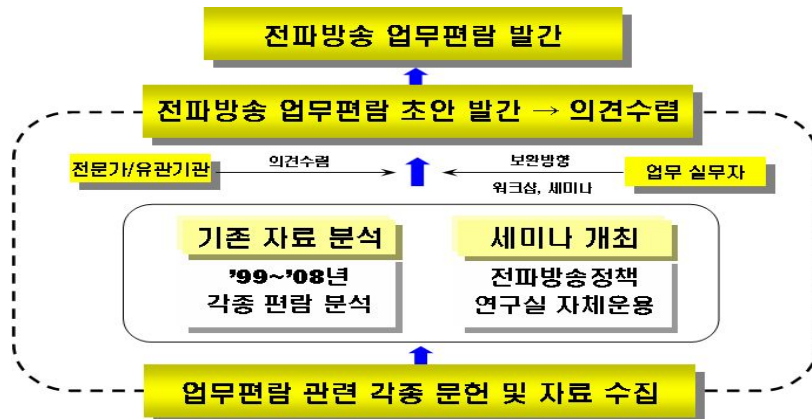 전파방송 업무편람 발간
전파방송 업무편람 초안 발간 → 의견수렴
전문가/유관기관
의견수렴
보완방향
워크샵, 세미나
업무 실무자
기존 자료 분석
’99~’08년
각종 편람 분석
세미나 개최
전파방송정책
연구실 자체운용
업무편람 관련 각종 문헌 및 자료 수집